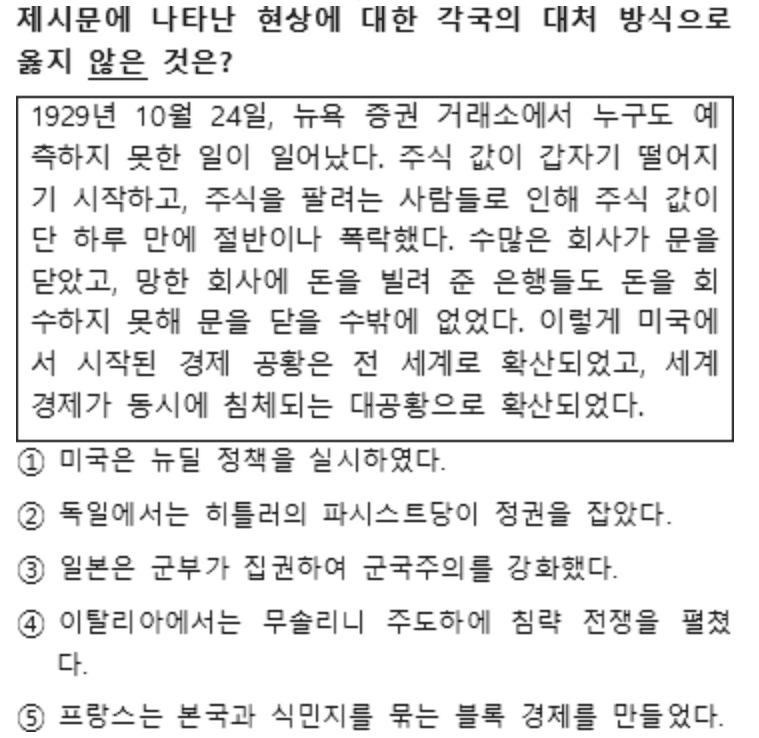 제시문에 나타난 현상에 대한 각국의 대처 방식으로
옳지 않은 것은?
1929년 10월 24일, 뉴욕 증권 거래소에서 누구도 예
측하지 못한 일이 일어났다. 주식 값이 갑자기 떨어지
기 시작하고, 주식을 팔려는 사람들로 인해 주식 값이
단 하루 만에 절반이나 폭락했다. 수많은 회사가 문을
닫았고, 망한 회사에 돈을 빌려 준 은행들도 돈을 회
수하지 못해 문을 닫을 수밖에 없었다. 이렇게 미국에
서 시작된 경제 공황은 전 세계로 확산되었고, 세계
경제가 동시에 침체되는 대공황으로 확산되었다.
① 미국은 뉴딜 정책을 실시하였다.
② 독일에서는 히틀러의 파시스트당이 정권을 잡았다.
③ 일본은 군부가 집권하여 군국주의를 강화했다.
④ 이탈리아에서는 무솔리니 주도하에 침략 전쟁을 펼쳤
다.
⑤ 프랑스는 본국과 식민지를 묶는 블록 경제를 만들었다.